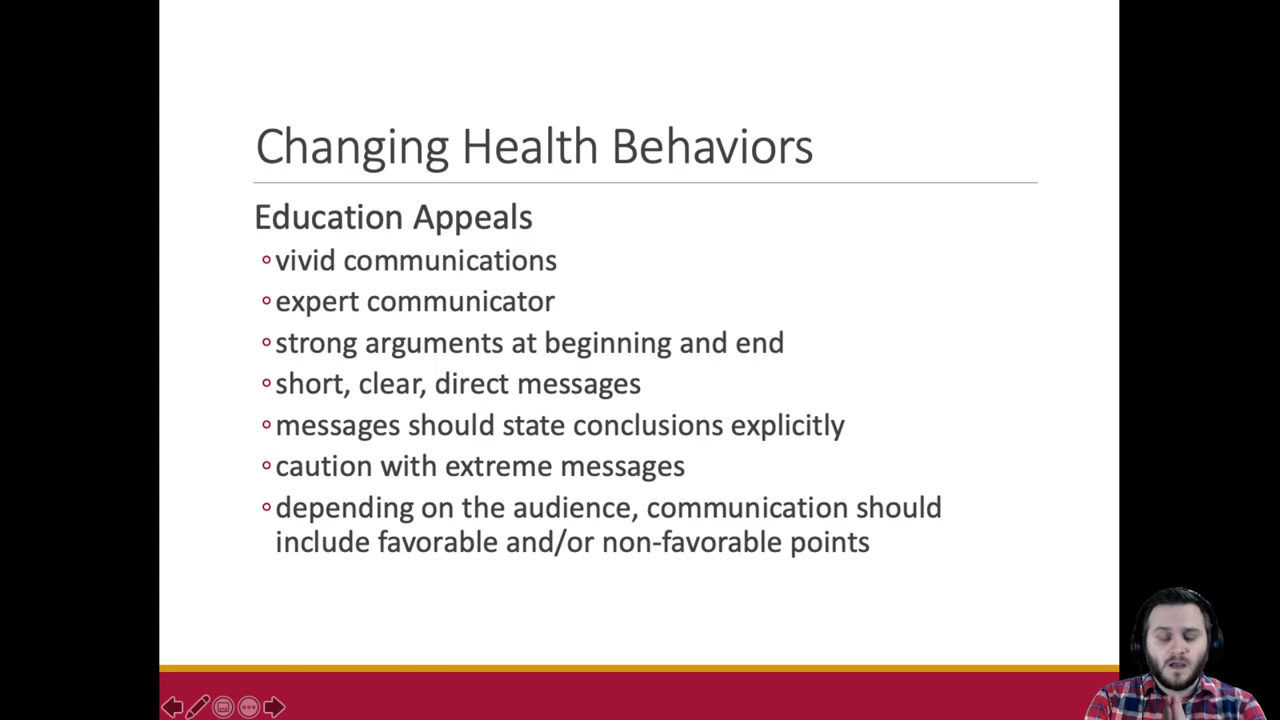 Changing Health Behaviors
Education Appeals
vivid communications
expert communicator
strong arguments at beginning and end
short, clear, direct messages
messages should state conclusions explicitly
caution with extreme messages
depending on the audience, communication should
include favorable and/or non-favorable points